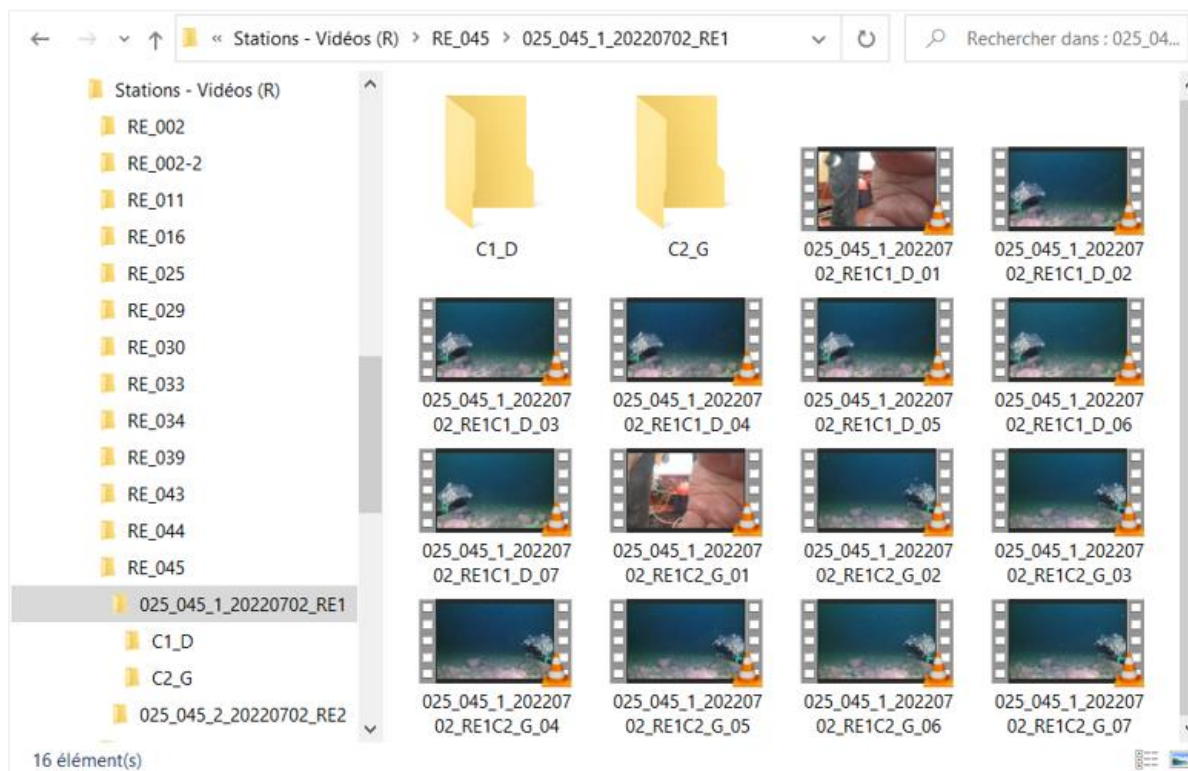 « Stations - Vidéos (R) > RE_045 > 025_045_1_20220702_RE1
Rechercher dans : 025_04...
Stations - Vidéos (R)
RE_002
RE_002-2
RE_011
RE_016
RE_025
RE_029
RE_030
RE_033
RE_034
RE_039
RE_043
RE_044
RE_045
025_045_1_20220702_RE1
C1_D
C2_G
025_045_2_20220702_RE2
C1_D
C2_G
025_045_1_202207
02_RE1C1_D_01
025_045_1_202207
02_RE1C1_D_02
025_045_1_202207
02_RE1C1_D_03
025_045_1_202207
02_RE1C1_D_04
025_045_1_202207
02_RE1C1_D_05
025_045_1_202207
02_RE1C1_D_06
025_045_1_202207
02_RE1C1_D_07
025_045_1_202207
02_RE1C2_G_01
025_045_1_202207
02_RE1C2_G_02
025_045_1_202207
02_RE1C2_G_03
025_045_1_202207
02_RE1C2_G_04
025_045_1_202207
02_RE1C2_G_05
025_045_1_202207
02_RE1C2_G_06
025_045_1_202207
02_RE1C2_G_07
16 élément(s)